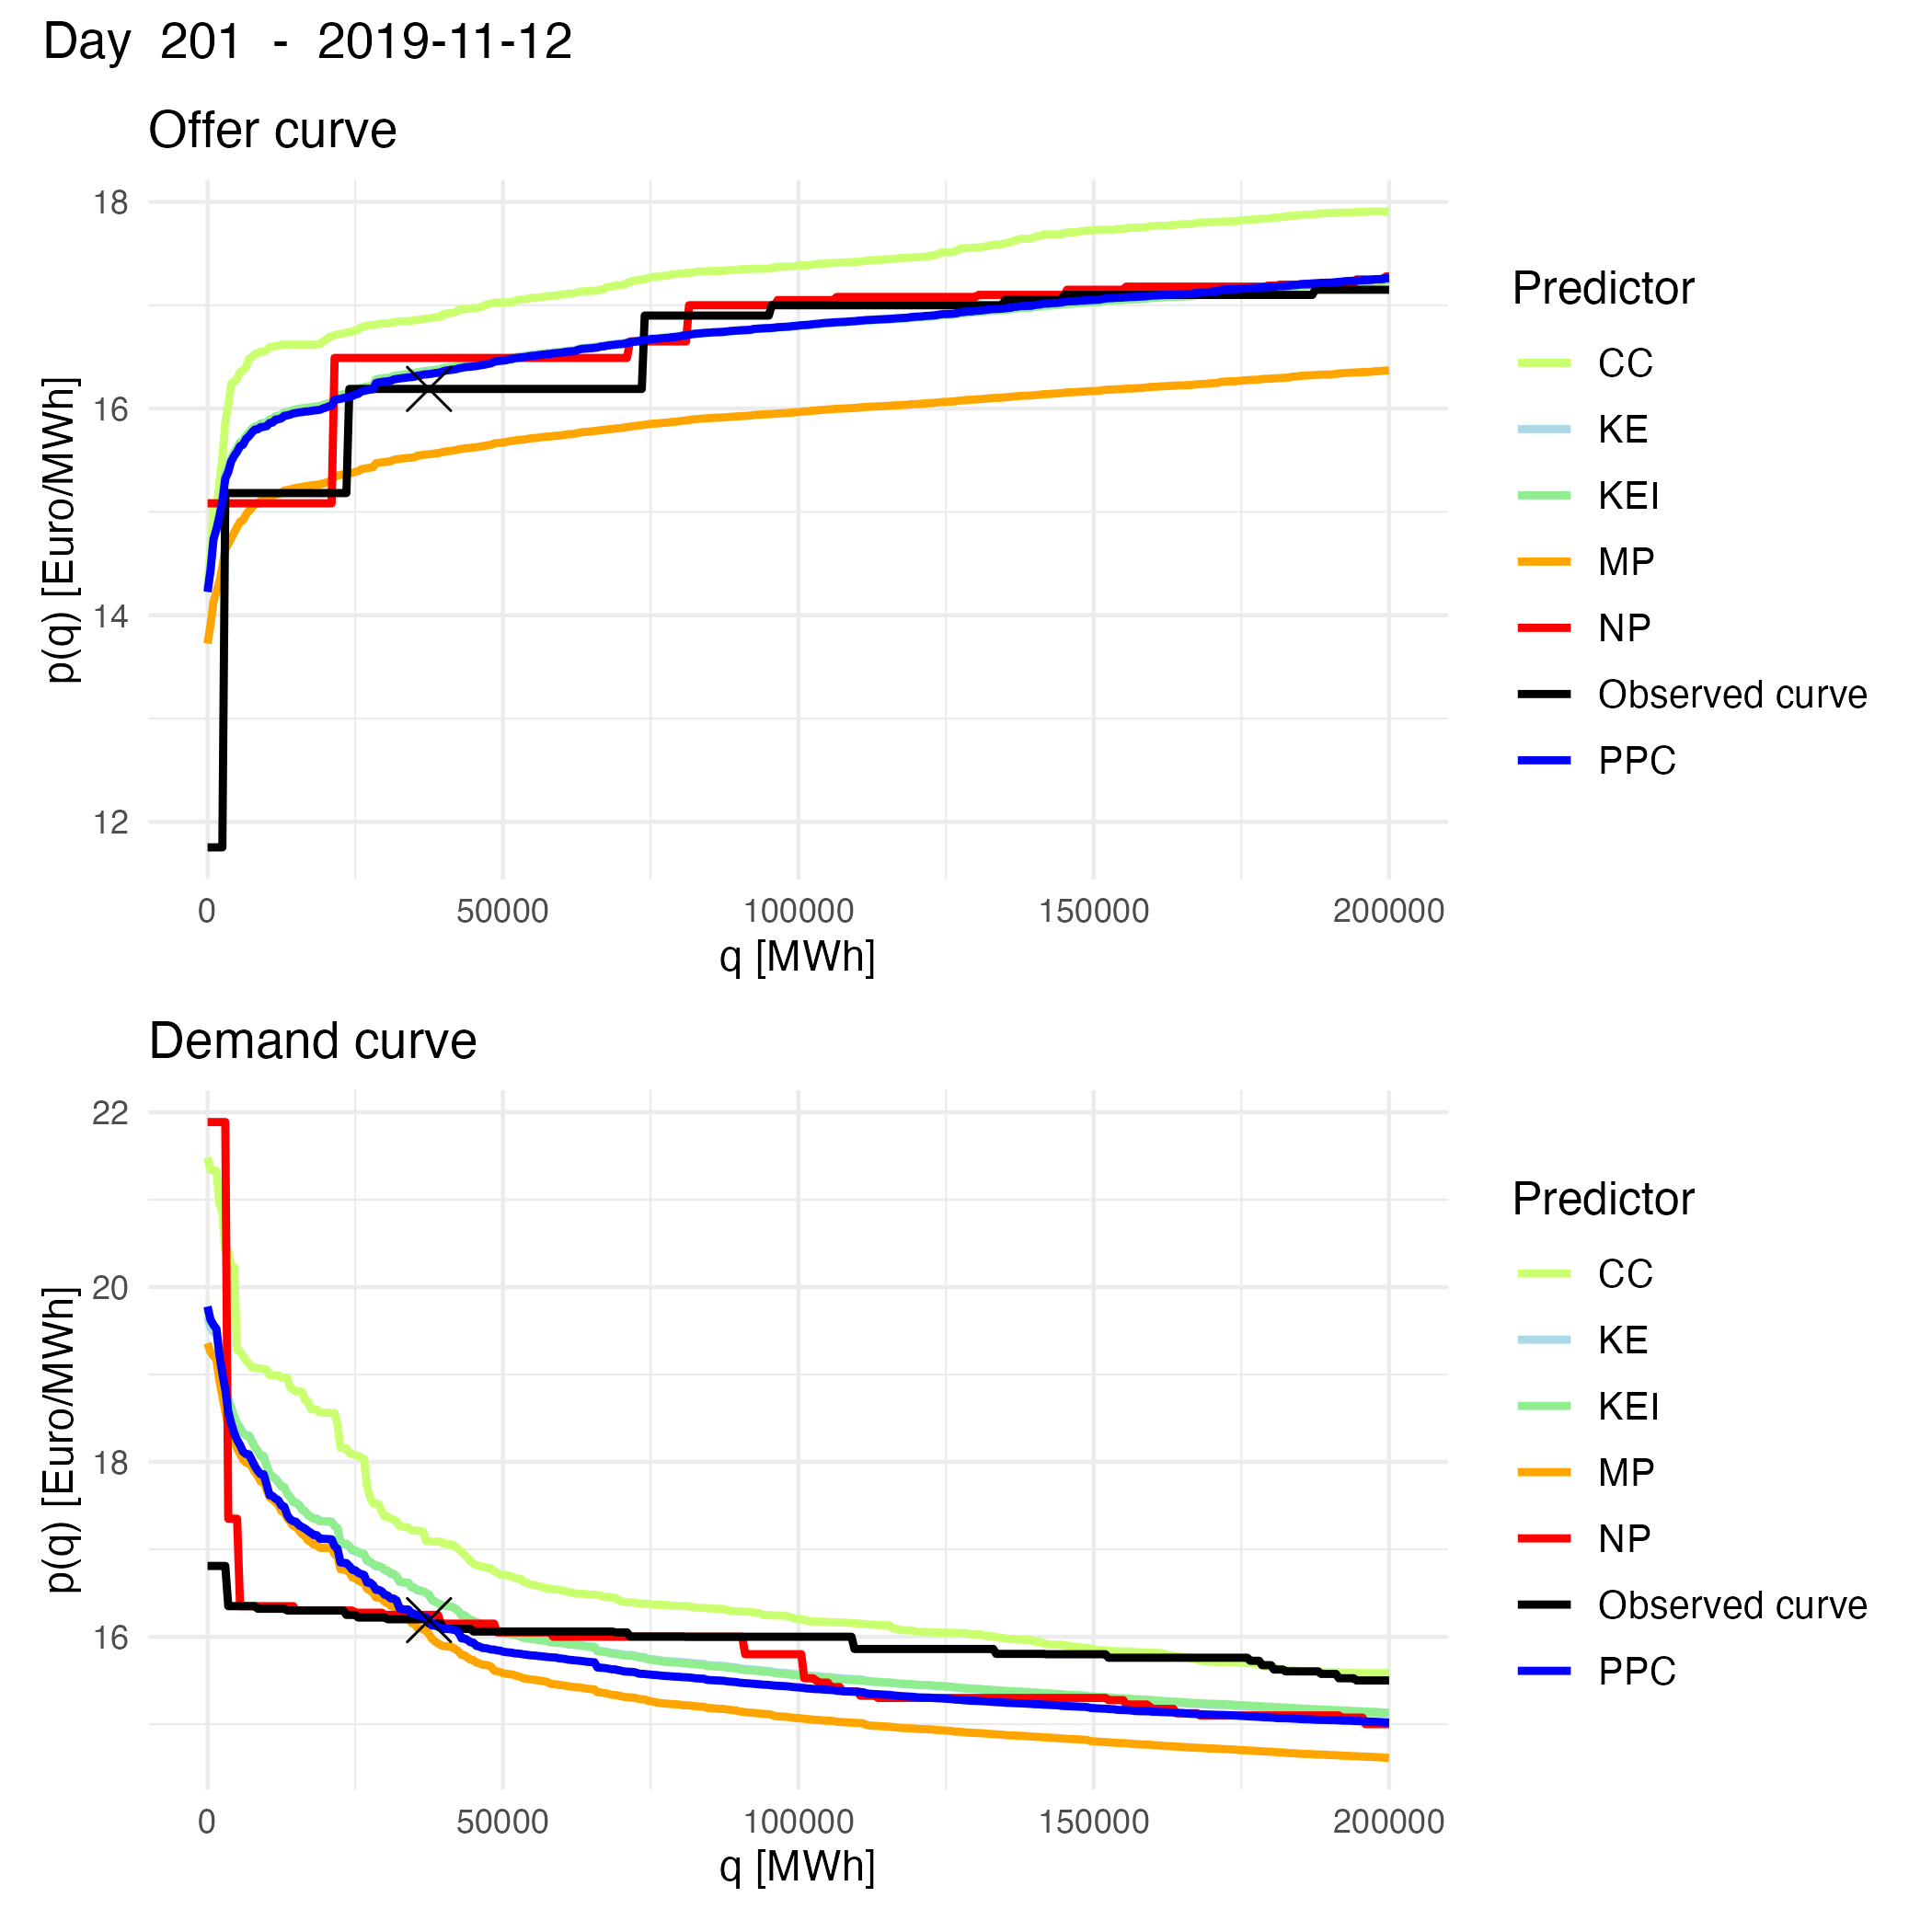 Day 201 - 2019-11-12
Offer curve
18
16
14
12
p(q) [Euro/MWh]
0 50000 100000 150000 200000
q [MWh]
Predictor
CC
KE
KEI
MP
NP
Observed curve
PPC
Demand curve
22
20
18
16
p(q) [Euro/MWh]
0 50000 100000 150000 200000
q [MWh]
Predictor
CC
KE
KEI
MP
NP
Observed curve
PPC